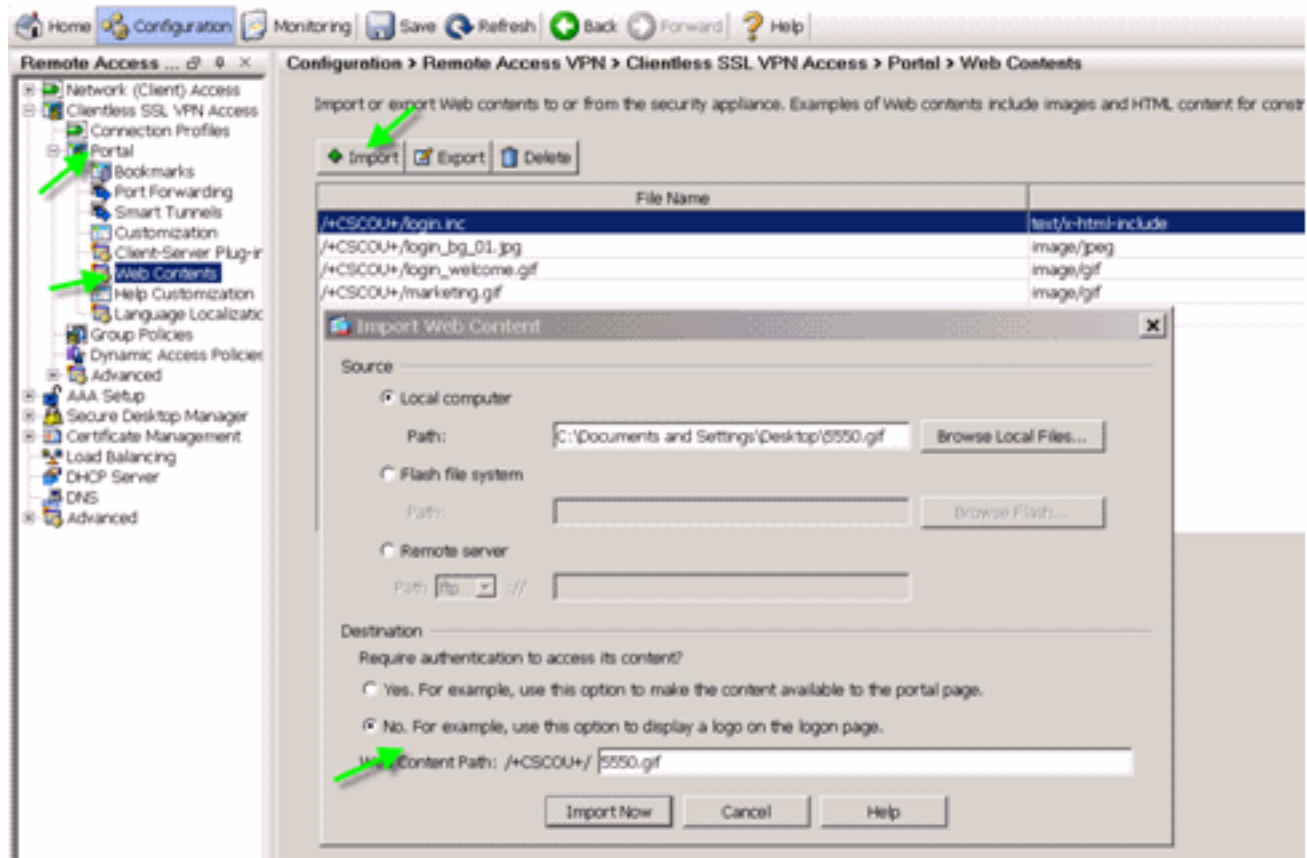 Home Configuration Monitoring Save Refresh Back Forward Help
Remote Access ...
Configuration > Remote Access VPN > Clientless SSL VPN Access > Portal > Web Contents
Network (Client) Access
Clientless SSL VPN Access
Connection Profiles
Portal
Bookmarks
Port Forwarding
Smart Tunnels
Customization
Client-Server Plug-ir
Web Contents
Help Customization
Language Localizatic
Group Policies
Dynamic Access Policies
Advanced
AAA Setup
Secure Desktop Manager
Certificate Management
Load Balancing
DHCP Server
DNS
Advanced
Import or export Web contents to or from the security appliance. Examples of Web contents include images and HTML content for constr
Import Export Delete
File Name
/+CSCOU+/login.inc text/x-html-include
/+CSCOU+/login_bg_01.jpg image/jpeg
/+CSCOU+/login_welcome.gif image/gif
/+CSCOU+/marketing.gif image/gif
Import Web Content
Source
Local computer
Path: C:\Documents and Settings\Desktop\5550.gif Browse Local Files...
Flash file system
Path: Browse Flash...
Remote server
Path: ftp ://
Destination
Require authentication to access its content?
Yes. For example, use this option to make the content available to the portal page.
No. For example, use this option to display a logo on the logon page.
Web Content Path: /+CSCOU+/ 5550.gif
Import Now Cancel Help